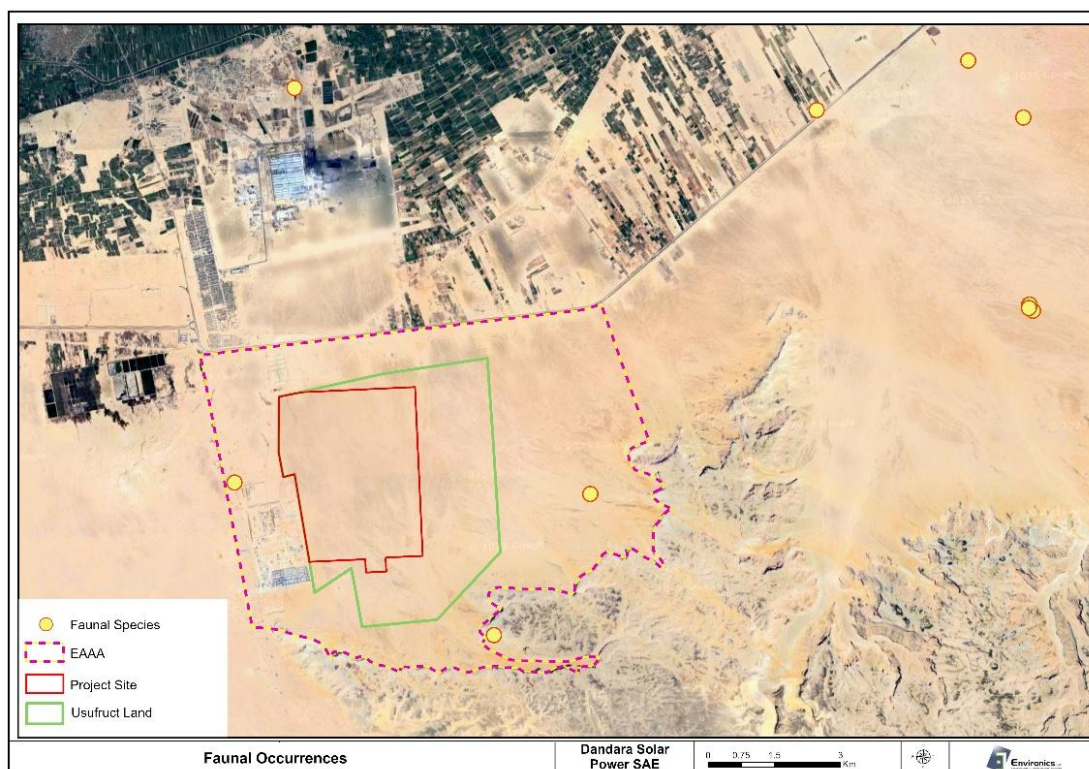 Faunal Species
EAAA
Project Site
Usufruct Land
Faunal Occurrences
Dandara Solar
Power SAE
0 0.75 1.5 3
Km
Environics